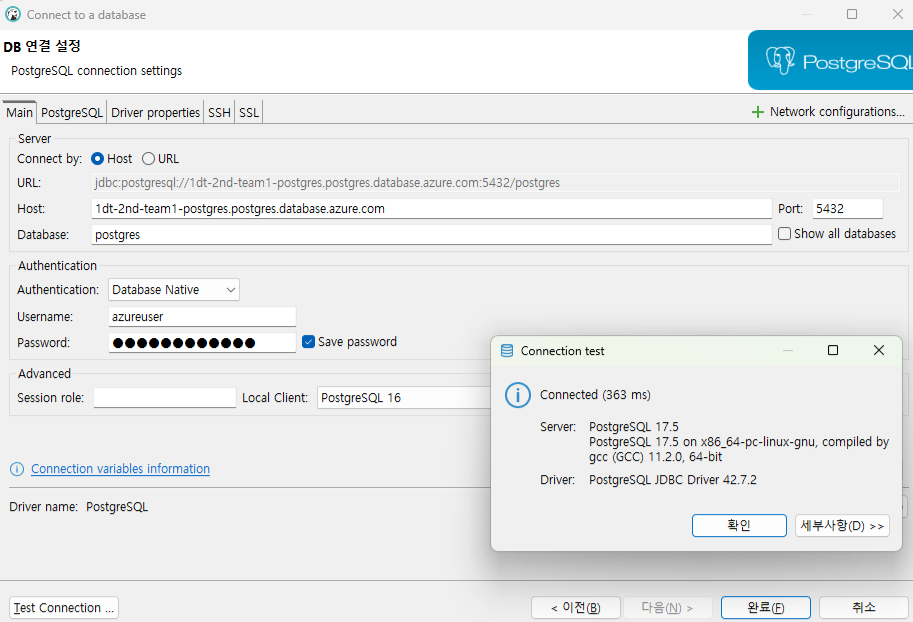 Connect to a database
DB 연결 설정
PostgreSQL connection settings
PostgreSQL
Main PostgreSQL Driver properties SSH SSL
Network configurations...
Server
Connect by: Host URL
URL: jdbc:postgresql://1dt-2nd-team1-postgres.postgres.database.azure.com:5432/postgres
Host: 1dt-2nd-team1-postgres.postgres.database.azure.com Port: 5432
Database: postgres Show all databases
Authentication
Authentication: Database Native
Username: azureuser
Password: ●●●●●●●●●●●● Save password
Advanced
Session role: Local Client: PostgreSQL 16
Connection variables information
Driver name: PostgreSQL
Connection test
Connected (363 ms)
Server: PostgreSQL 17.5
PostgreSQL 17.5 on x86_64-pc-linux-gnu, compiled by
gcc (GCC) 11.2.0, 64-bit
Driver: PostgreSQL JDBC Driver 42.7.2
확인 세부사항(D) >>
Test Connection ... < 이전(B) 다음(N) > 완료(F) 취소